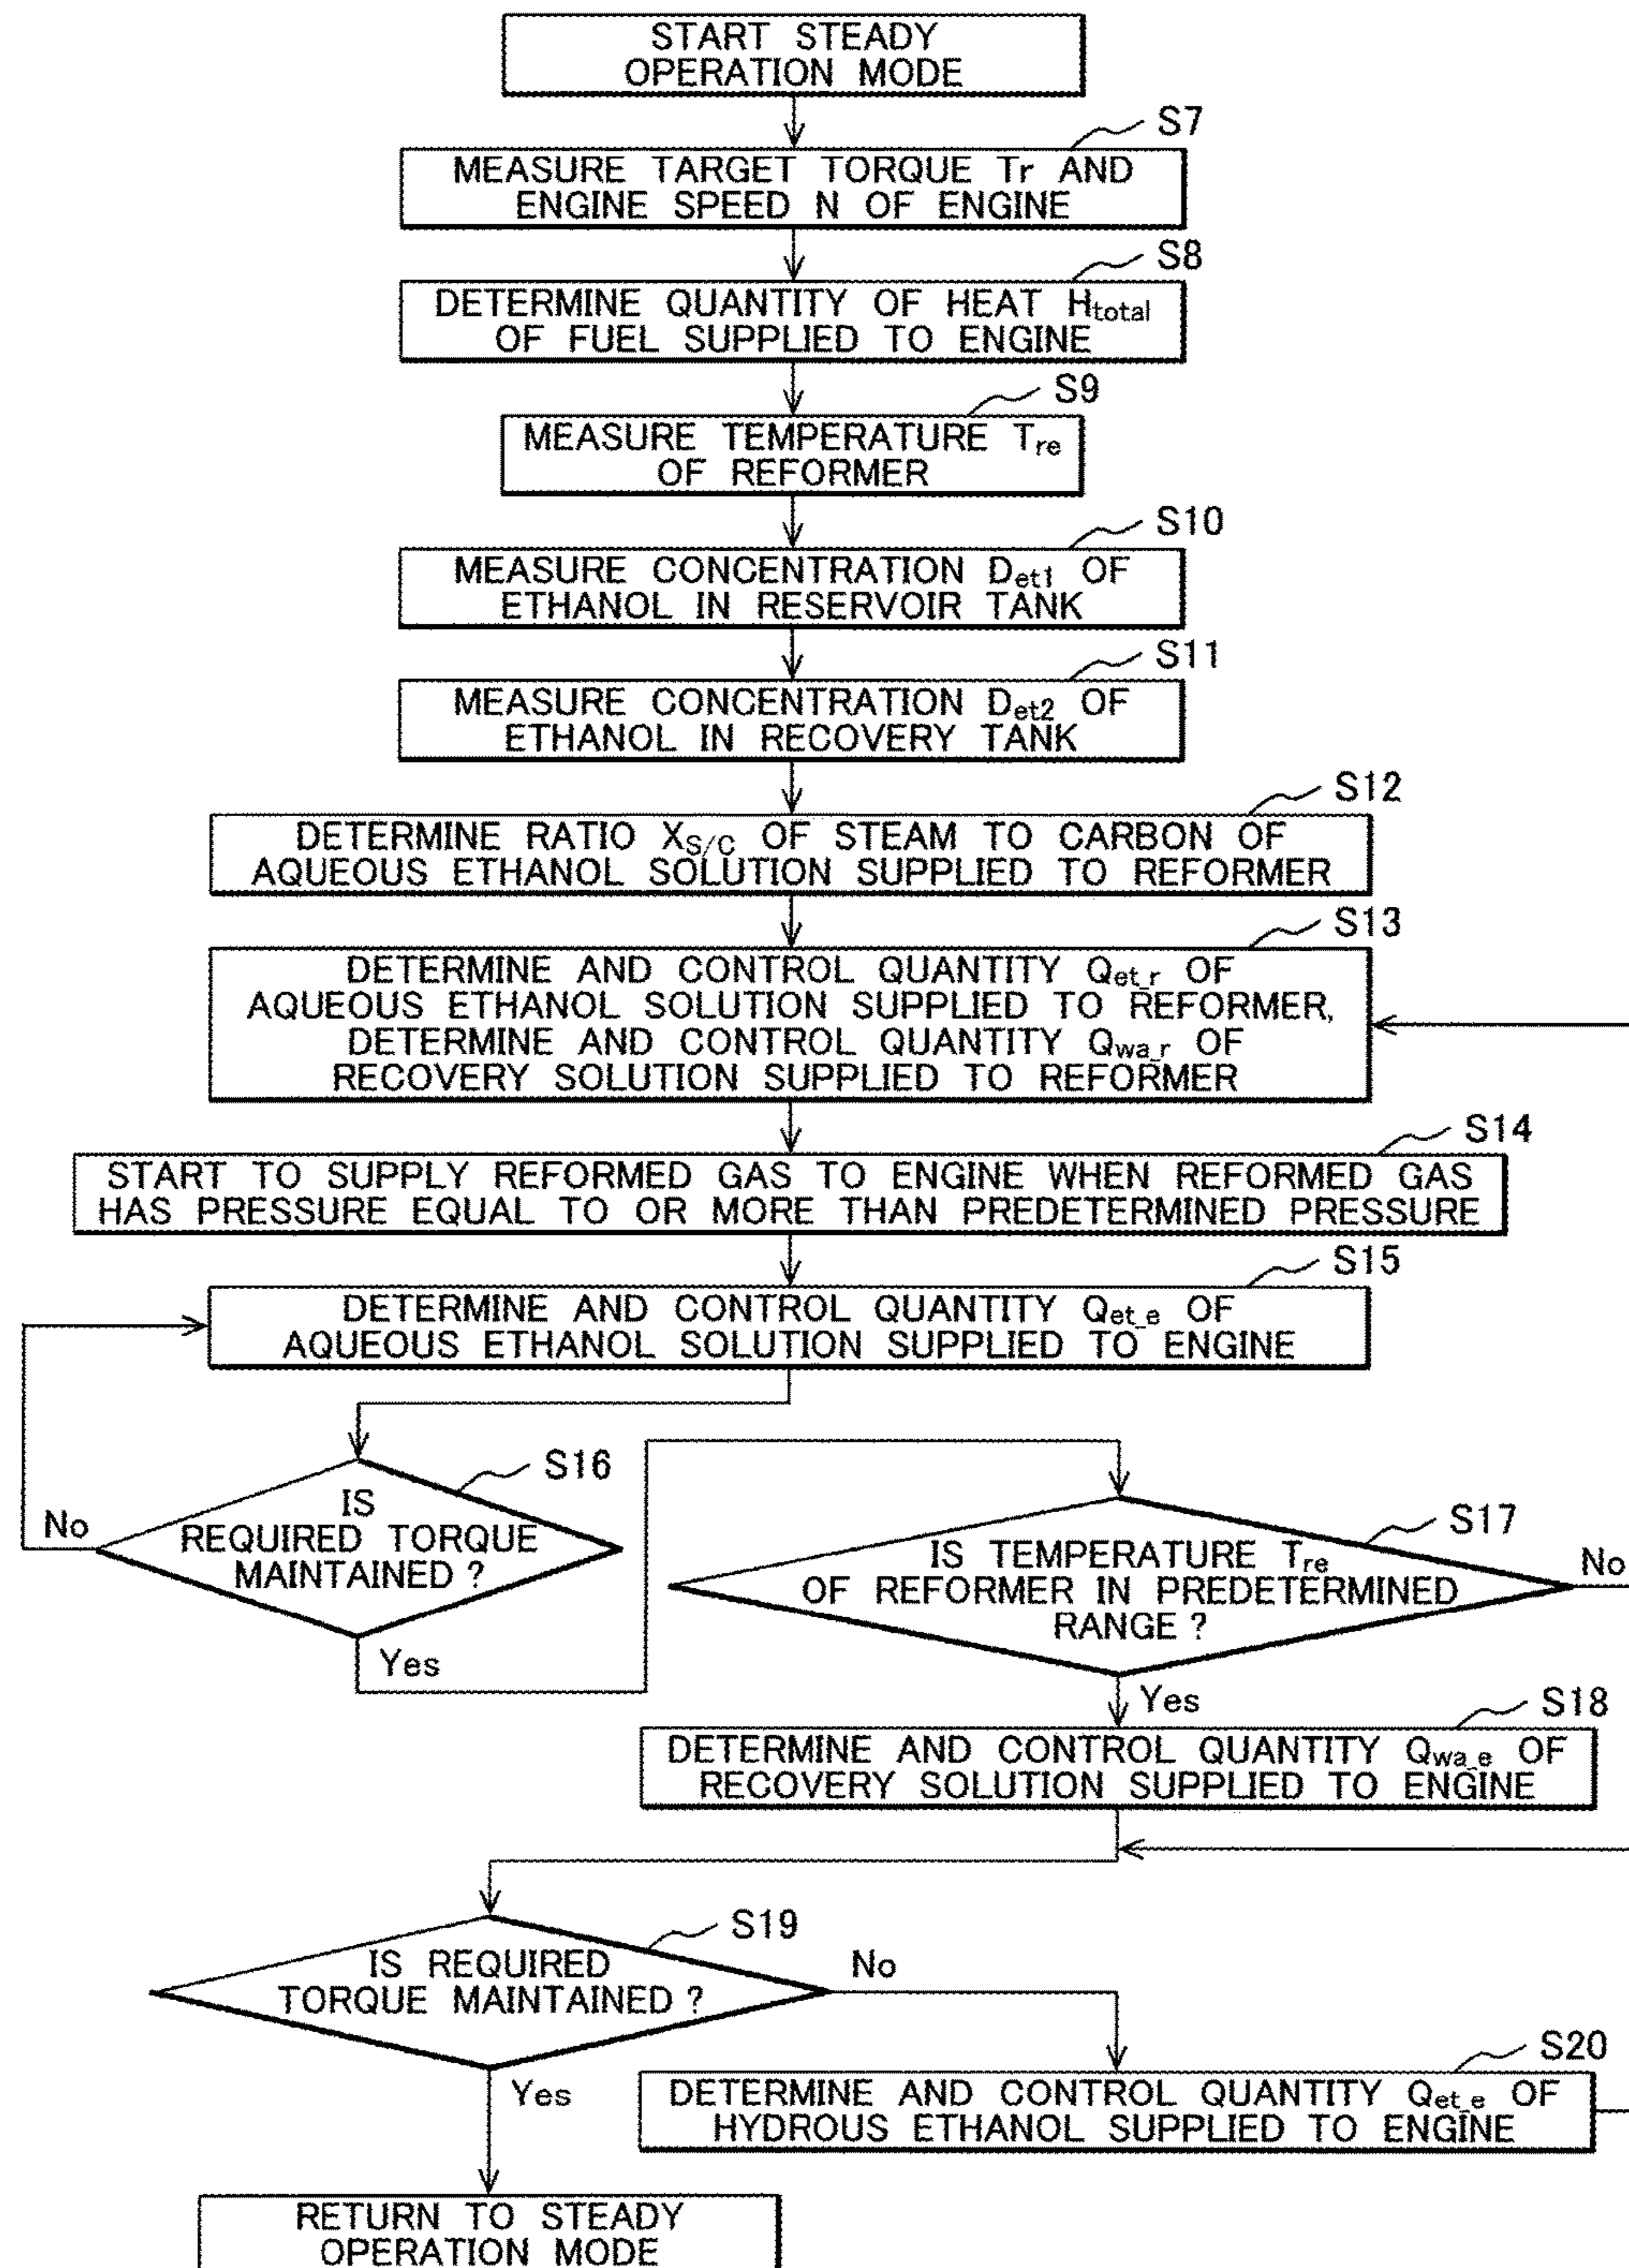 START STEADY
OPERATION MODE
S7
MEASURE TARGET TORQUE Tr AND
ENGINE SPEED N OF ENGINE
S8
DETERMINE QUANTITY OF HEAT Htotal
OF FUEL SUPPLIED TO ENGINE
S9
MEASURE TEMPERATURE Tre
OF REFORMER
S10
MEASURE CONCENTRATION Det1 OF
ETHANOL IN RESERVOIR TANK
S11
MEASURE CONCENTRATION Det2 OF
ETHANOL IN RECOVERY TANK
S12
DETERMINE RATIO XS/C OF STEAM TO CARBON OF
AQUEOUS ETHANOL SOLUTION SUPPLIED TO REFORMER
S13
DETERMINE AND CONTROL QUANTITY Qet_r OF
AQUEOUS ETHANOL SOLUTION SUPPLIED TO REFORMER,
DETERMINE AND CONTROL QUANTITY Qwa_r OF
RECOVERY SOLUTION SUPPLIED TO REFORMER
S14
START TO SUPPLY REFORMED GAS TO ENGINE WHEN REFORMED GAS
HAS PRESSURE EQUAL TO OR MORE THAN PREDETERMINED PRESSURE
S15
DETERMINE AND CONTROL QUANTITY Qet_e OF
AQUEOUS ETHANOL SOLUTION SUPPLIED TO ENGINE
S16
IS
REQUIRED TORQUE
MAINTAINED ?
No
Yes
S17
IS TEMPERATURE Tre
OF REFORMER IN PREDETERMINED
RANGE ?
No
Yes
S18
DETERMINE AND CONTROL QUANTITY Qwa_e OF
RECOVERY SOLUTION SUPPLIED TO ENGINE
S19
IS REQUIRED
TORQUE MAINTAINED ?
No
Yes
S20
DETERMINE AND CONTROL QUANTITY Qet_e OF
HYDROUS ETHANOL SUPPLIED TO ENGINE
RETURN TO STEADY
OPERATION MODE